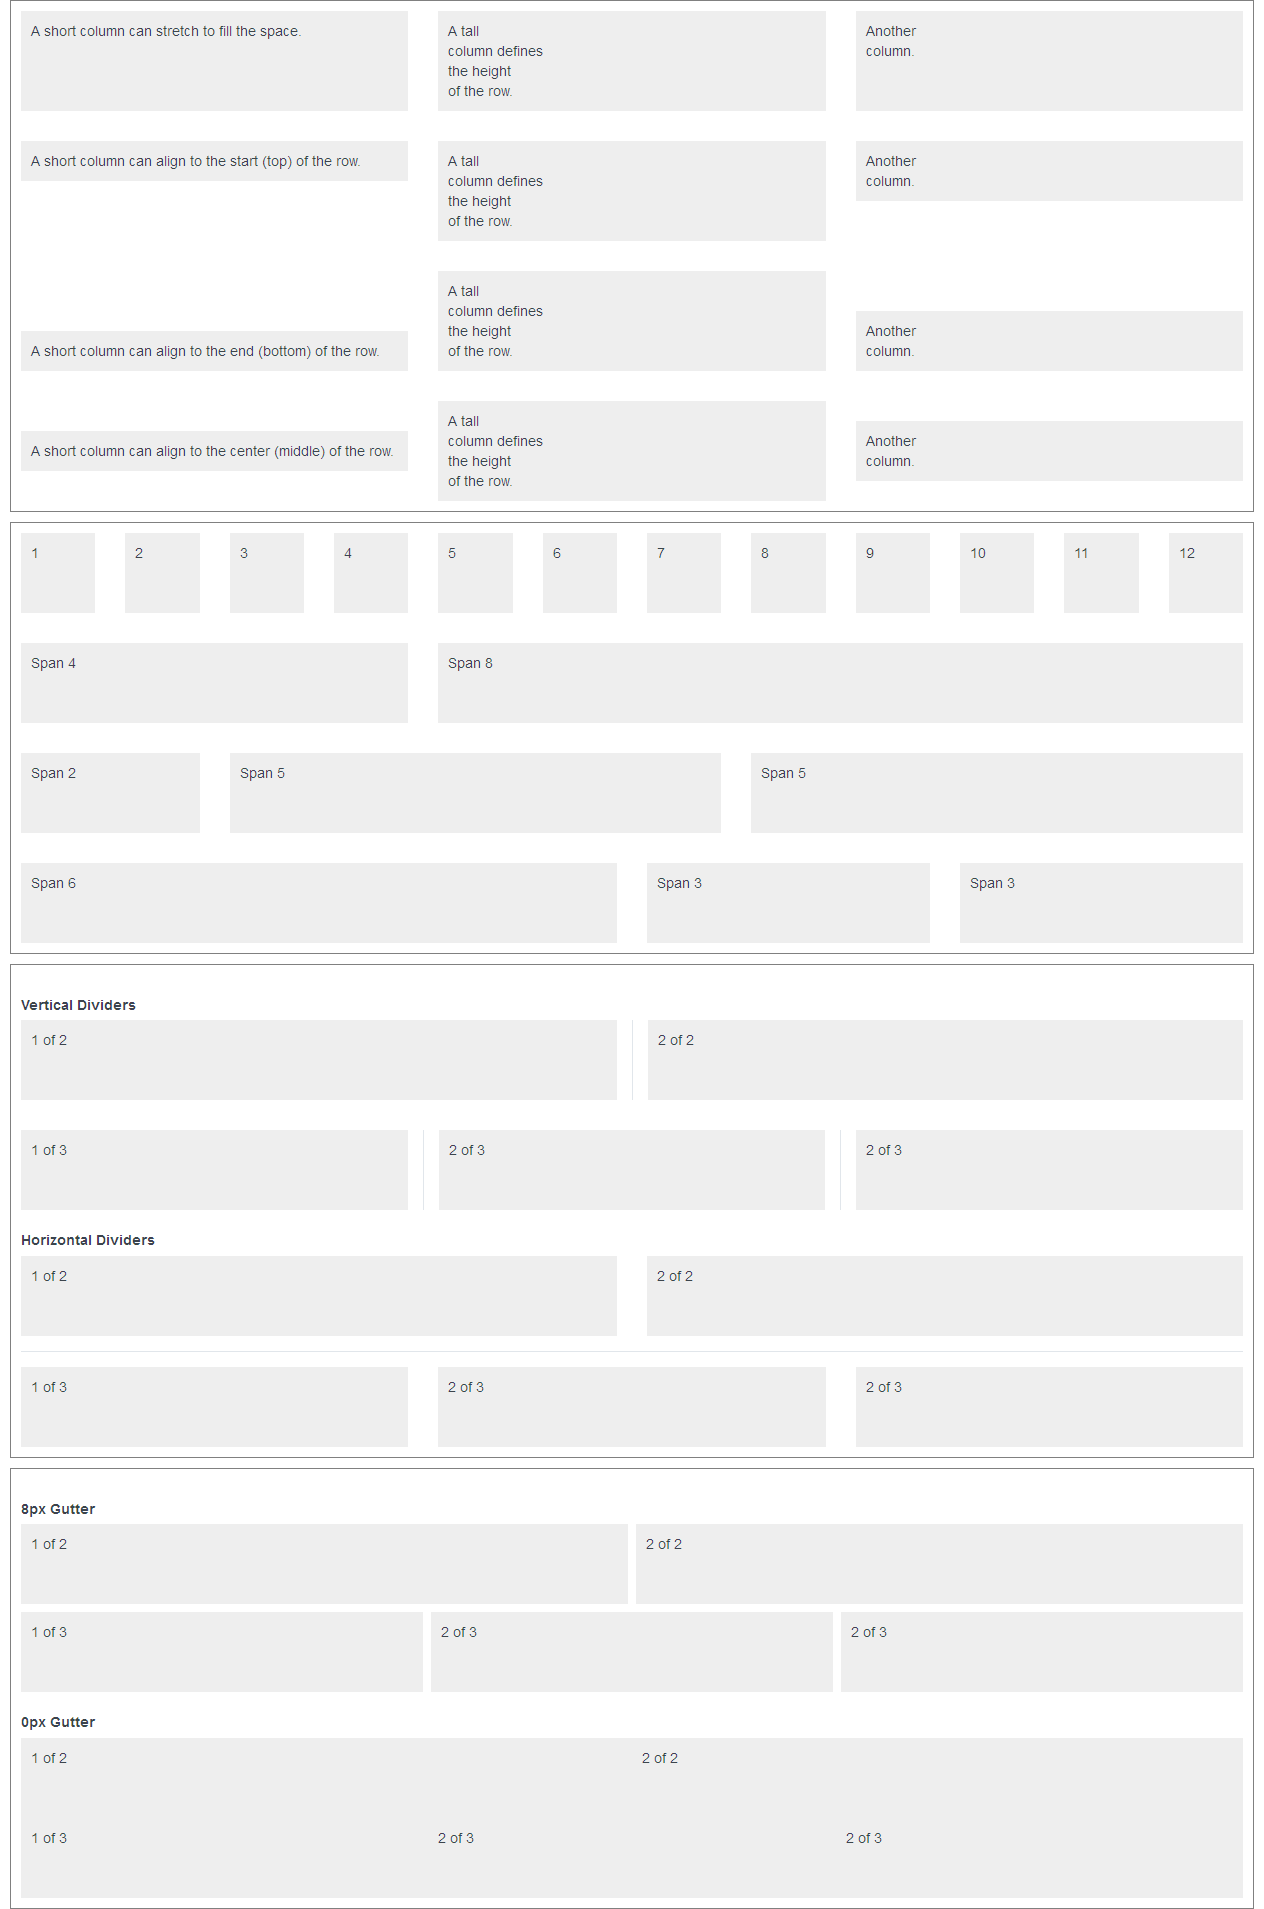 A short column can stretch to fill the space.
A tall
column defines
the height
of the row.
Another
column.
A short column can align to the start (top) of the row.
A tall
column defines
the height
of the row.
Another
column.
A short column can align to the end (bottom) of the row.
A tall
column defines
the height
of the row.
Another
column.
A short column can align to the center (middle) of the row.
A tall
column defines
the height
of the row.
Another
column.
1
2
3
4
5
6
7
8
9
10
11
12
Span 4
Span 8
Span 2
Span 5
Span 5
Span 6
Span 3
Span 3
Vertical Dividers
1 of 2
2 of 2
1 of 3
2 of 3
2 of 3
Horizontal Dividers
1 of 2
2 of 2
1 of 3
2 of 3
2 of 3
8px Gutter
1 of 2
2 of 2
1 of 3
2 of 3
2 of 3
0px Gutter
1 of 2
2 of 2
1 of 3
2 of 3
2 of 3